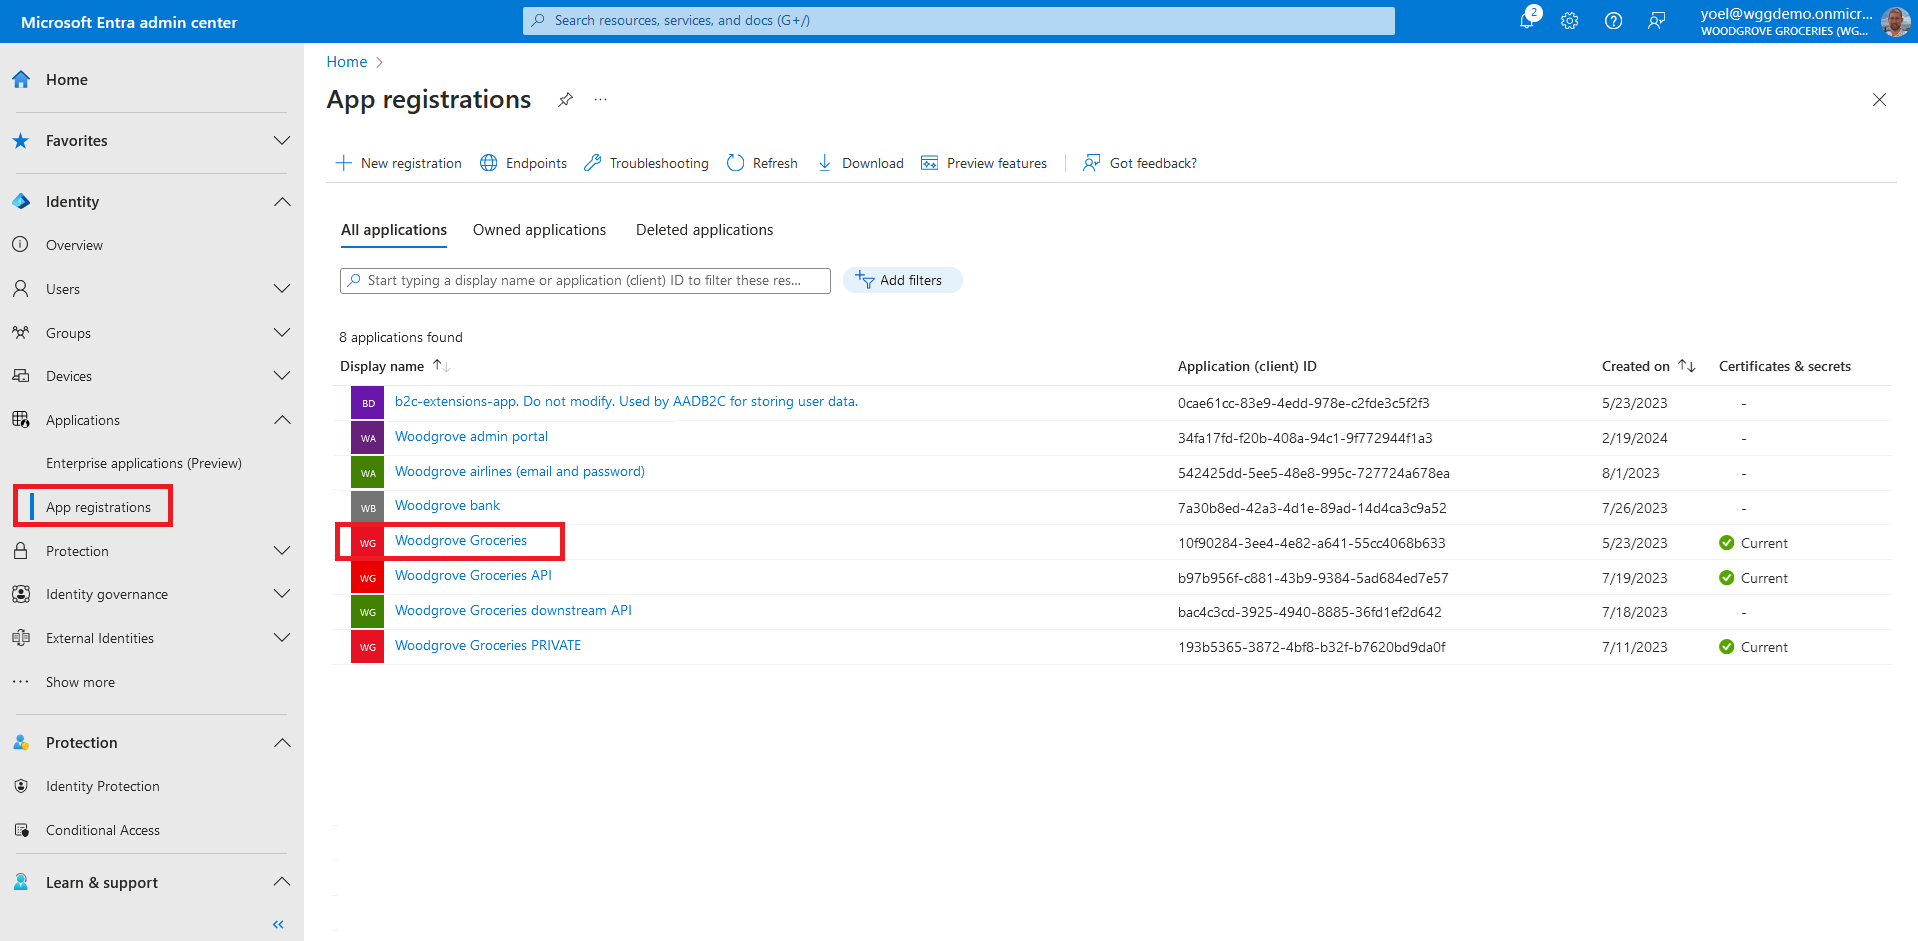 Microsoft Entra admin center
Search resources, services, and docs (G+/)
2
yoel@wggdemo.onmicr...
WOODGROVE GROCERIES (WG...
Home
Favorites
Identity
Overview
Users
Groups
Devices
Applications
Enterprise applications (Preview)
App registrations
Protection
Identity governance
External Identities
Show more
Protection
Identity Protection
Conditional Access
Learn & support
Home
App registrations
New registration Endpoints Troubleshooting Refresh Download Preview features Got feedback?
All applications Owned applications Deleted applications
Start typing a display name or application (client) ID to filter these res... Add filters
8 applications found
Display name Application (client) ID Created on Certificates & secrets
BD b2c-extensions-app. Do not modify. Used by AADB2C for storing user data. 0cae61cc-83e9-4edd-978e-c2fde3c5f2f3 5/23/2023 -
WA Woodgrove admin portal 34fa17fd-f20b-408a-94c1-9f772944f1a3 2/19/2024 -
WA Woodgrove airlines (email and password) 542425dd-5ee5-48e8-995c-727724a678ea 8/1/2023 -
WB Woodgrove bank 7a30b8ed-42a3-4d1e-89ad-14d4ca3c9a52 7/26/2023 -
WG Woodgrove Groceries 10f90284-3ee4-4e82-a641-55cc4068b633 5/23/2023 Current
WG Woodgrove Groceries API b97b956f-c881-43b9-9384-5ad684ed7e57 7/19/2023 Current
WG Woodgrove Groceries downstream API bac4c3cd-3925-4940-8885-36fd1ef2d642 7/18/2023 -
WG Woodgrove Groceries PRIVATE 193b5365-3872-4bf8-b32f-b7620bd9da0f 7/11/2023 Current